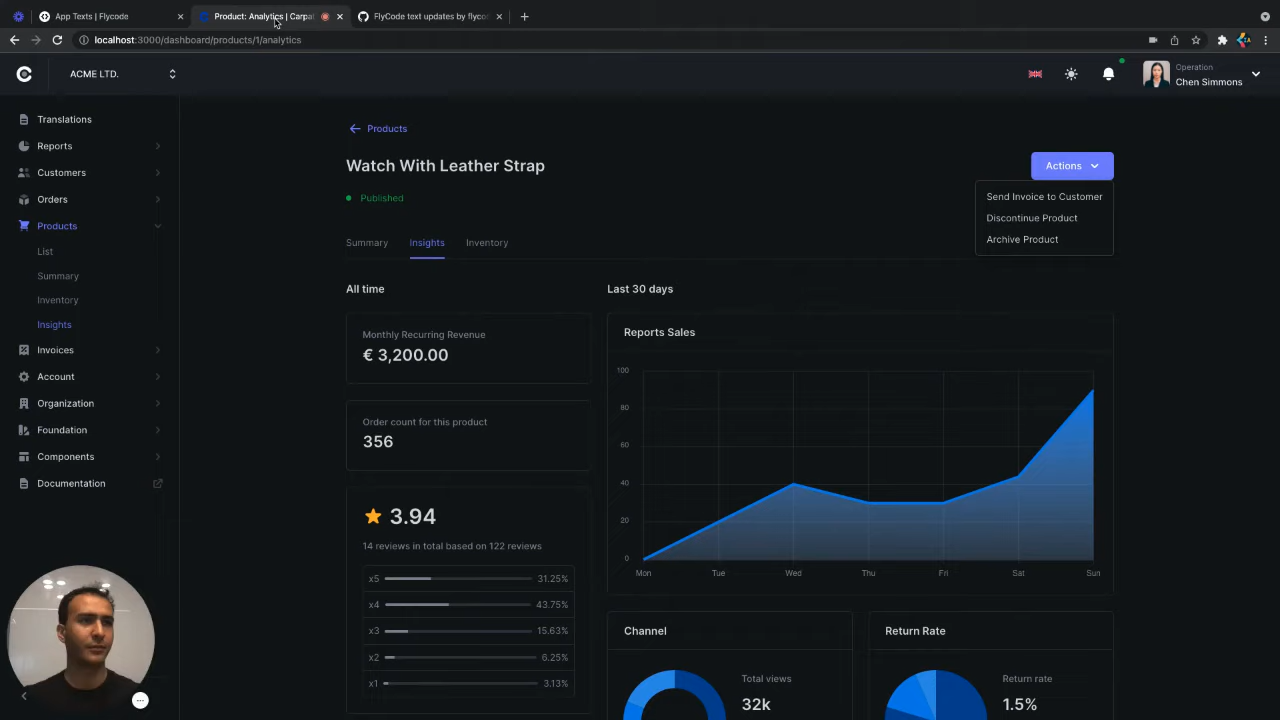 App Texts | Flycode
Product: Analytics | Carpa
FlyCode text updates by flyco
localhost:3000/dashboard/products/1/analytics
ACME LTD.
Operation
Chen Simmons
Translations
Reports
Customers
Orders
Products
List
Summary
Inventory
Insights
Invoices
Account
Organization
Foundation
Components
Documentation
Products
Watch With Leather Strap
Published
Actions
Send Invoice to Customer
Discontinue Product
Archive Product
Summary Insights Inventory
All time
Monthly Recurring Revenue
€ 3,200.00
Order count for this product
356
3.94
14 reviews in total based on 122 reviews
x5 31.25%
x4 43.75%
x3 15.63%
x2 6.25%
x1 3.13%
Last 30 days
Reports Sales
100
80
60
40
20
0
Mon Tue Wed Thu Fri Sat Sun
Channel
Total views
32k
Return Rate
Return rate
1.5%